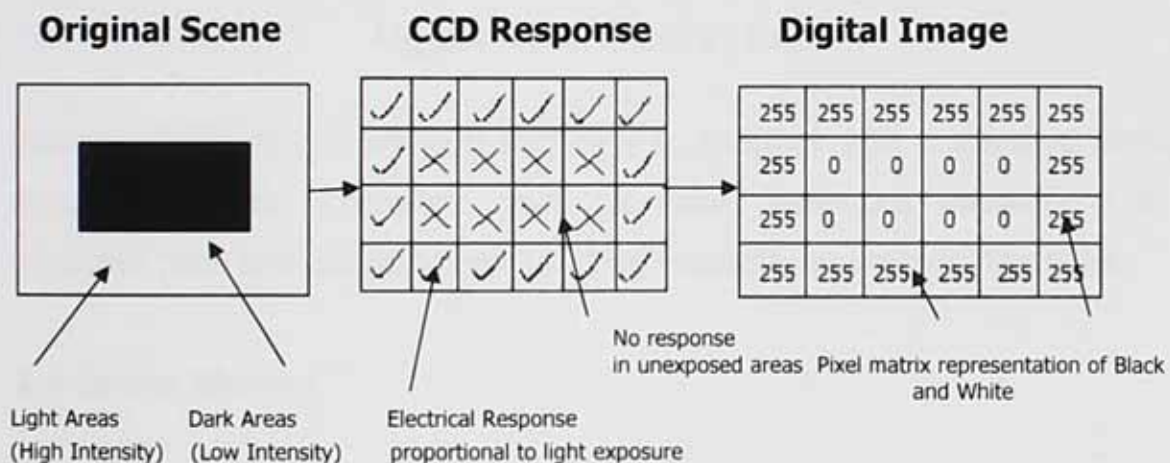 Original Scene
CCD Response
Digital Image
255 255 255 255 255 255
255 0 0 0 0 255
255 0 0 0 0 255
255 255 255 255 255 255
No response
in unexposed areas
Pixel matrix representation of Black
and White
Light Areas
(High Intensity)
Dark Areas
(Low Intensity)
Electrical Response
proportional to light exposure